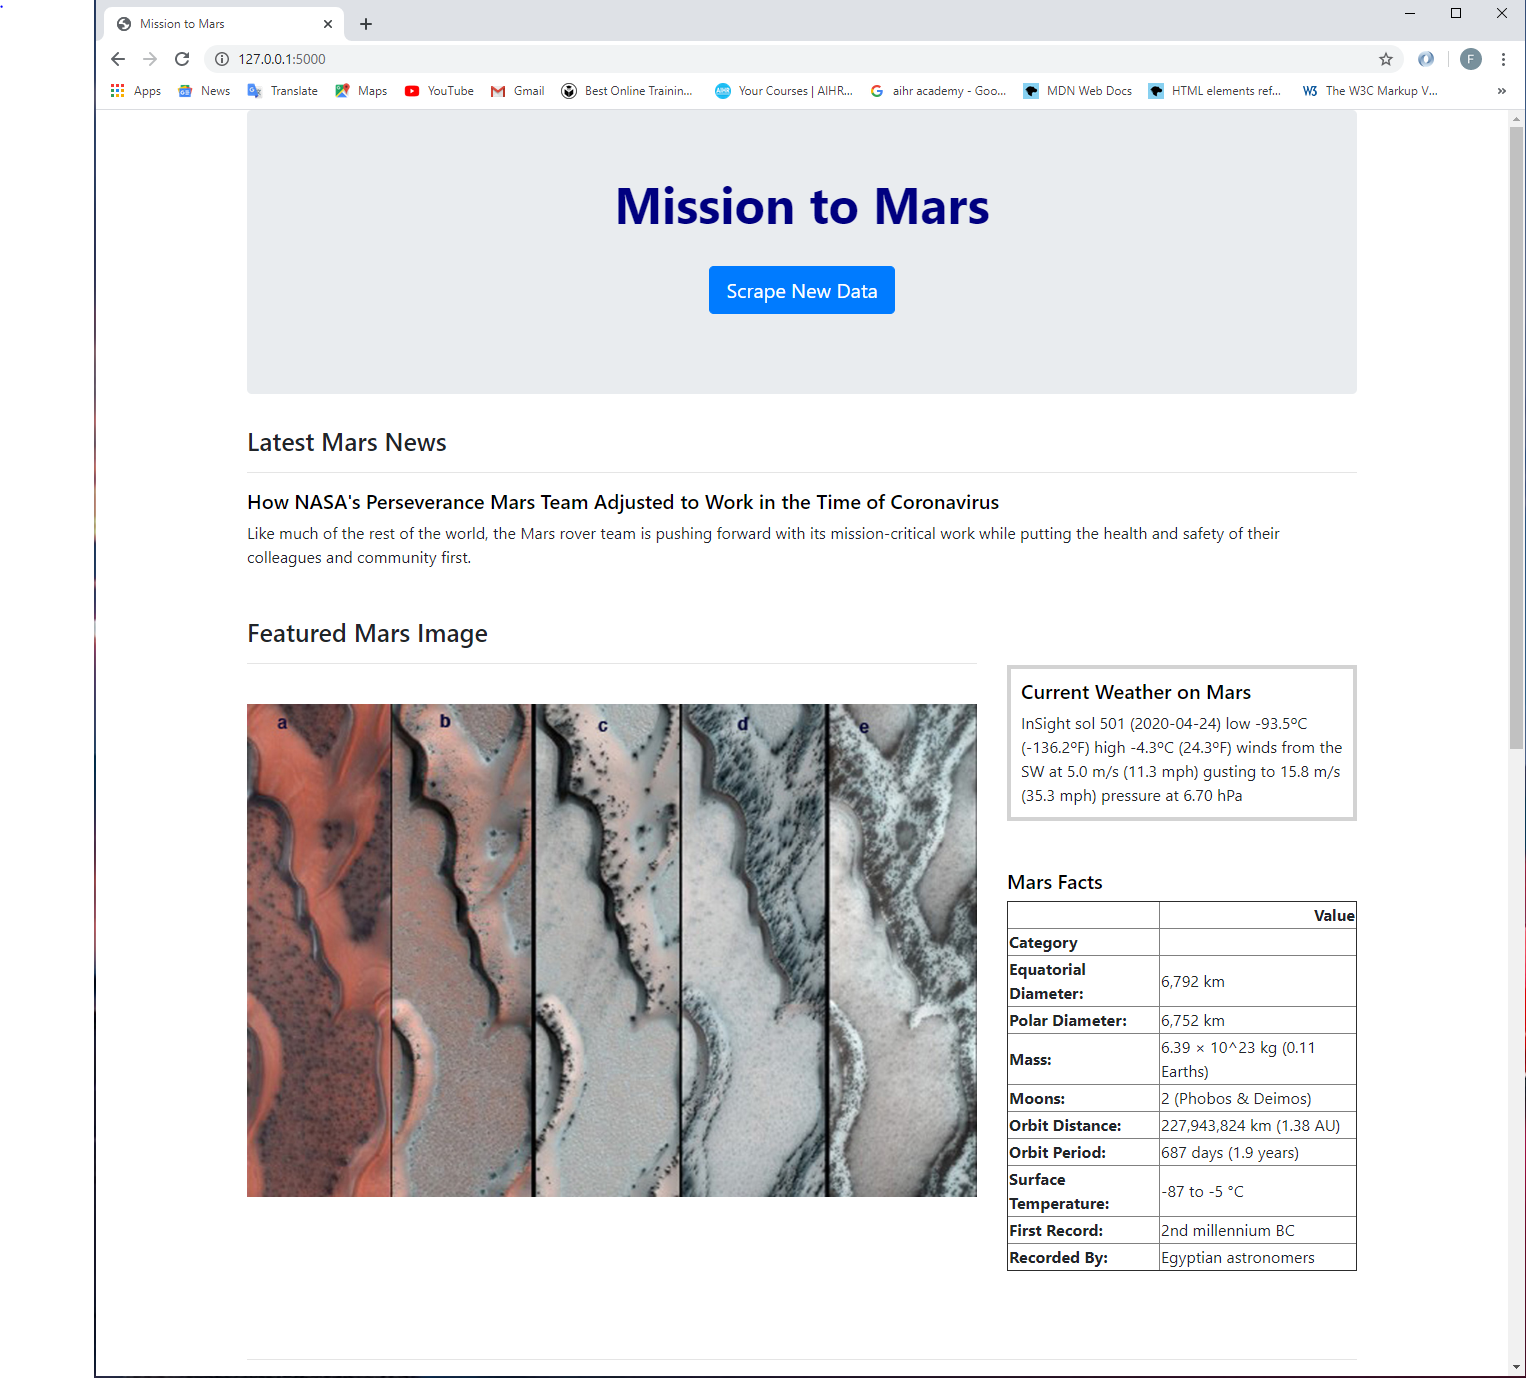 Mission to Mars
127.0.0.1:5000
F
Apps
News
Translate
Maps
YouTube
Gmail
Best Online Trainin...
Your Courses | AIHR...
aihr academy - Goo...
MDN Web Docs
HTML elements ref...
The W3C Markup V...
Mission to Mars
Scrape New Data
Latest Mars News
How NASA's Perseverance Mars Team Adjusted to Work in the Time of Coronavirus
Like much of the rest of the world, the Mars rover team is pushing forward with its mission-critical work while putting the health and safety of their
colleagues and community first.
Featured Mars Image
a b c d e
Current Weather on Mars
InSight sol 501 (2020-04-24) low -93.5ºC
(-136.2ºF) high -4.3ºC (24.3ºF) winds from the
SW at 5.0 m/s (11.3 mph) gusting to 15.8 m/s
(35.3 mph) pressure at 6.70 hPa
Mars Facts
Value
Category
Equatorial
Diameter:
6,792 km
Polar Diameter: 6,752 km
Mass:
6.39 × 10^23 kg (0.11
Earths)
Moons: 2 (Phobos & Deimos)
Orbit Distance: 227,943,824 km (1.38 AU)
Orbit Period: 687 days (1.9 years)
Surface
Temperature:
-87 to -5 °C
First Record: 2nd millennium BC
Recorded By: Egyptian astronomers